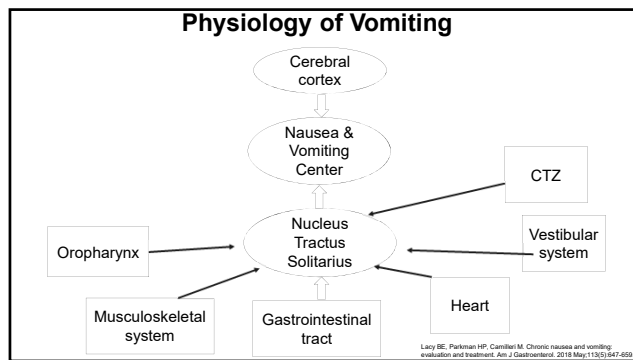 Physiology of Vomiting
Cerebral
cortex
Nausea &
Vomiting
Center
CTZ
Nucleus
Tractus
Solitarius
Oropharynx
Vestibular
system
Musculoskeletal
system
Gastrointestinal
tract
Heart
Lacy BE, Parkman HP, Camilleri M. Chronic nausea and vomiting:
evaluation and treatment. Am J Gastroenterol. 2018 May;113(5):647-659